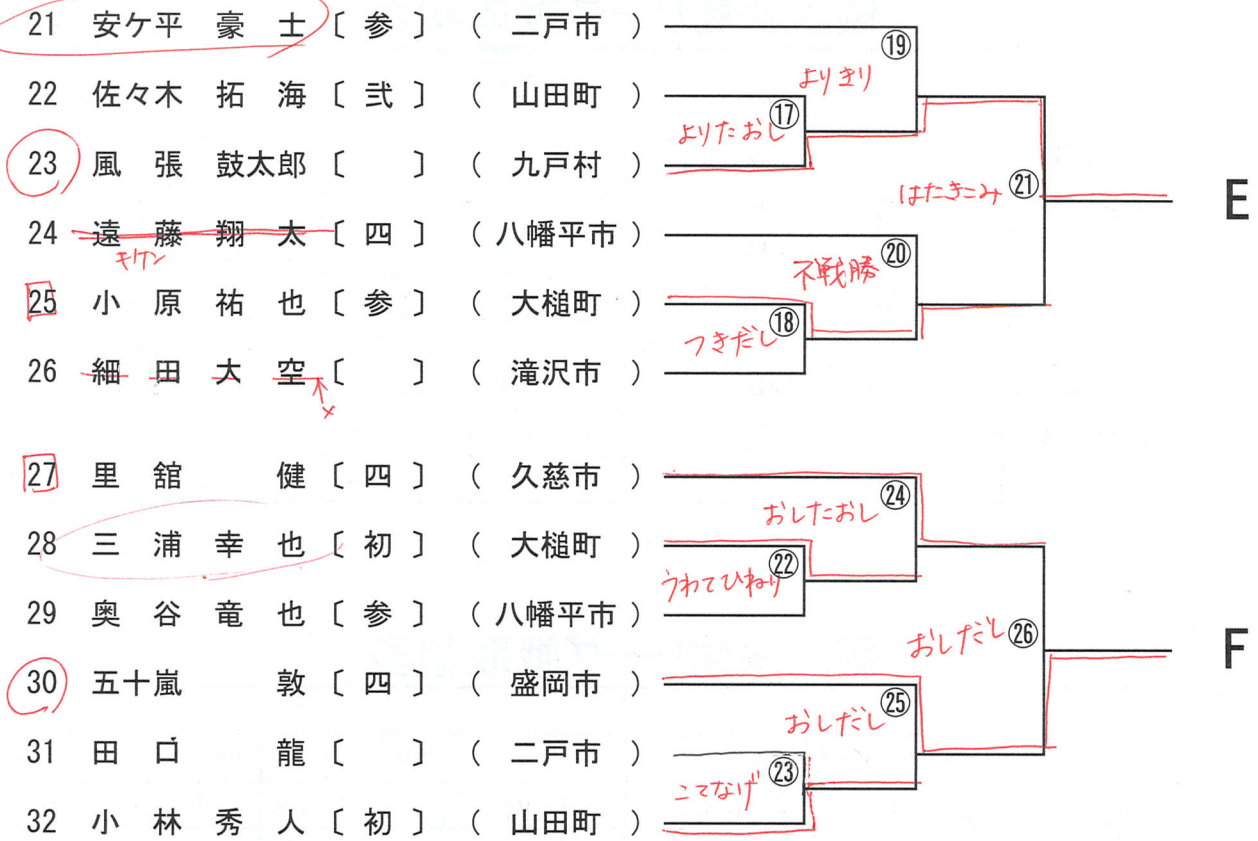 21 安ケ平 豪 士 〔 参 〕 ( 二戸市 )
⑲
よりきり
22 佐々木 拓 海 〔 弐 〕 ( 山田町 )
⑰
よりたおし
23 風 張 鼓太郎 〔 〕 ( 九戸村 )
はたきこみ ㉑
E
24 遠 藤 翔 太 〔 四 〕 ( 八幡平市 )
キケン
⑳
不戦勝
25 小 原 祐 也 〔 参 〕 ( 大槌町 )
⑱
つきだし
26 細 田 大 空 〔 〕 ( 滝沢市 )
27 里 舘 健 〔 四 〕 ( 久慈市 )
㉔
おしたおし
28 三 浦 幸 也 〔 初 〕 ( 大槌町 )
㉒
うわてひねり
29 奥 谷 竜 也 〔 参 〕 ( 八幡平市 )
おしだし ㉖
F
30 五十嵐 敦 〔 四 〕 ( 盛岡市 )
㉕
おしだし
31 田 口 龍 〔 〕 ( 二戸市 )
㉓
こてなげ
32 小 林 秀 人 〔 初 〕 ( 山田町 )